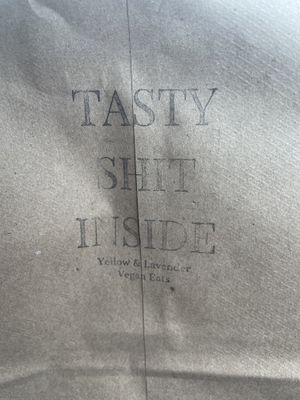 TASTY
SHIT
INSIDE
Yellow & Lavender
Vegan Eats